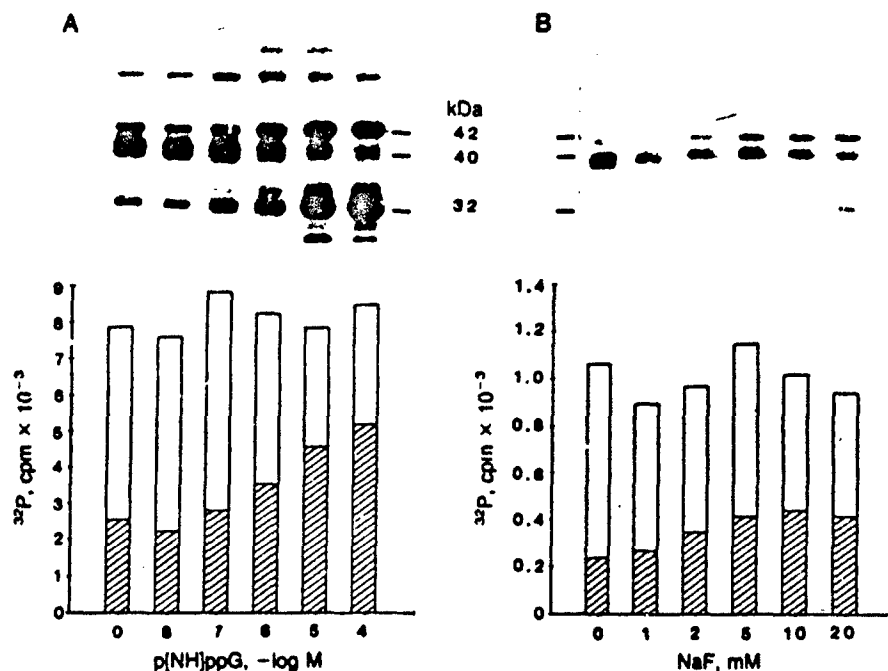 A
B
kDa
42
40
32
9
8
7
6
5
4
3
2
1
0
³²P, cpm × 10⁻³
0 8 7 6 5 4
p[NH]ppG, −log M
1.4
1.2
1.0
0.8
0.6
0.4
0.2
0
³²P, cpm × 10⁻³
0 1 2 5 10 20
NaF, mM